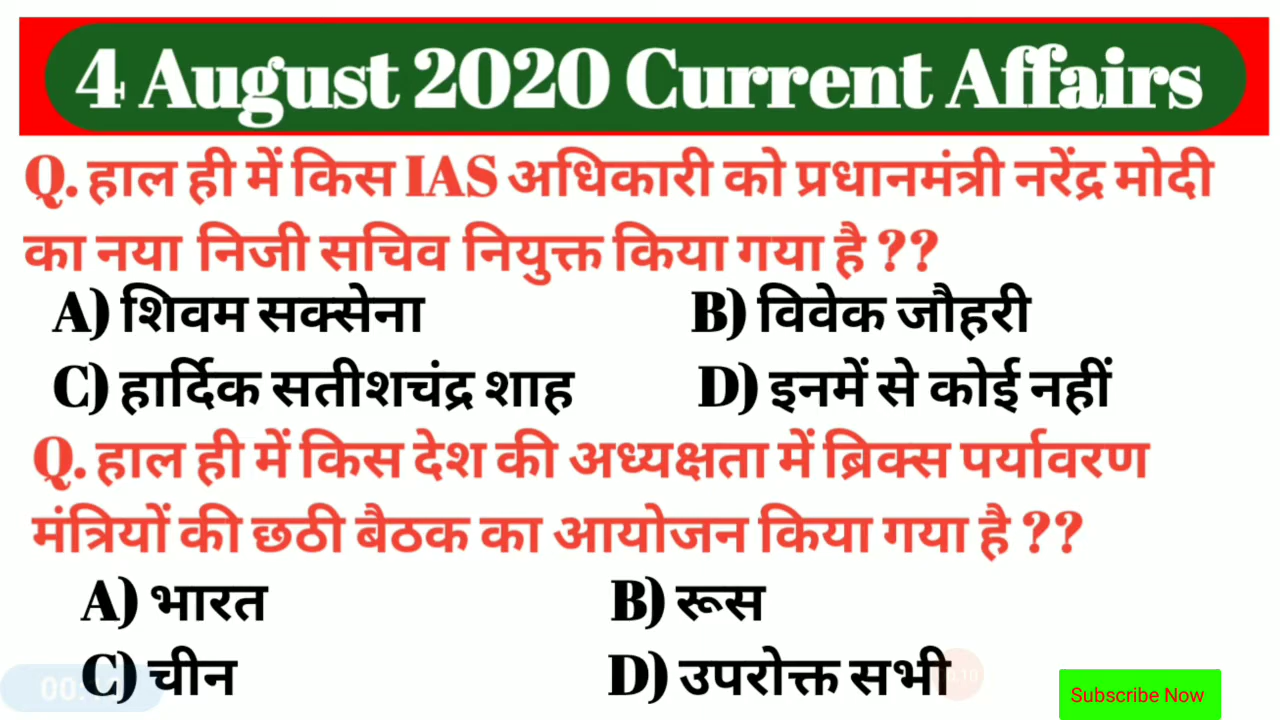 4 August 2020 Current Affairs
Q. हाल ही में किस IAS अधिकारी को प्रधानमंत्री नरेंद्र मोदी
का नया निजी सचिव नियुक्त किया गया है ??
A) शिवम सक्सेना B) विवेक जौहरी
C) हार्दिक सतीशचंद्र शाह D) इनमें से कोई नहीं
Q. हाल ही में किस देश की अध्यक्षता में ब्रिक्स पर्यावरण
मंत्रियों की छठी बैठक का आयोजन किया गया है ??
A) भारत B) रूस
C) चीन D) उपरोक्त सभी
Subscribe Now